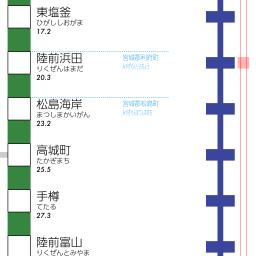 東塩釜
ひがししおがま
17.2
陸前浜田
りくぜんはまだ
20.3
宮城郡利府町
松島海岸
まつしまかいがん
23.2
宮城郡松島町
高城町
たかぎまち
25.5
手樽
てたる
27.3
陸前富山
りくぜんとみやま